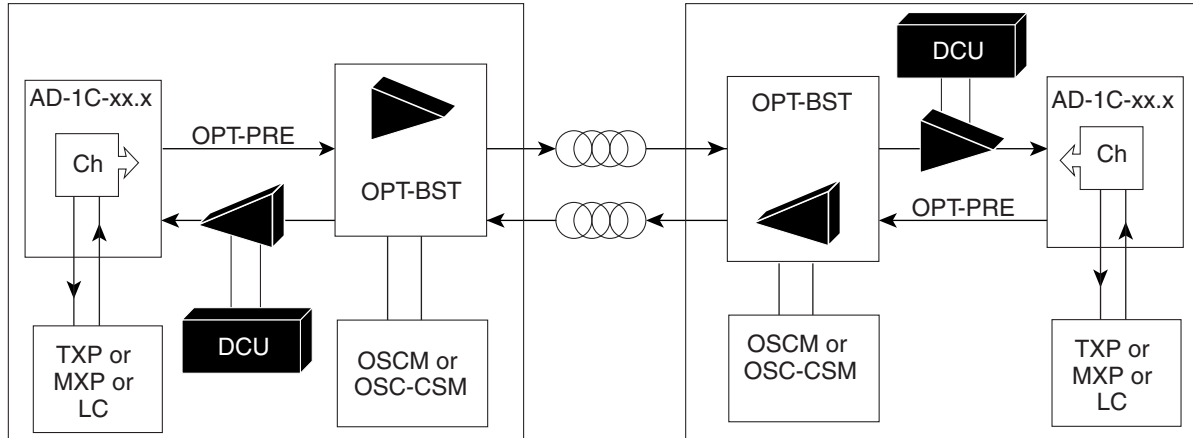 AD-1C-xx.x
Ch
OPT-PRE
OPT-BST
DCU
TXP or
MXP or
LC
OSCM or
OSC-CSM
DCU
OPT-BST
AD-1C-xx.x
Ch
OPT-PRE
OSCM or
OSC-CSM
TXP or
MXP or
LC